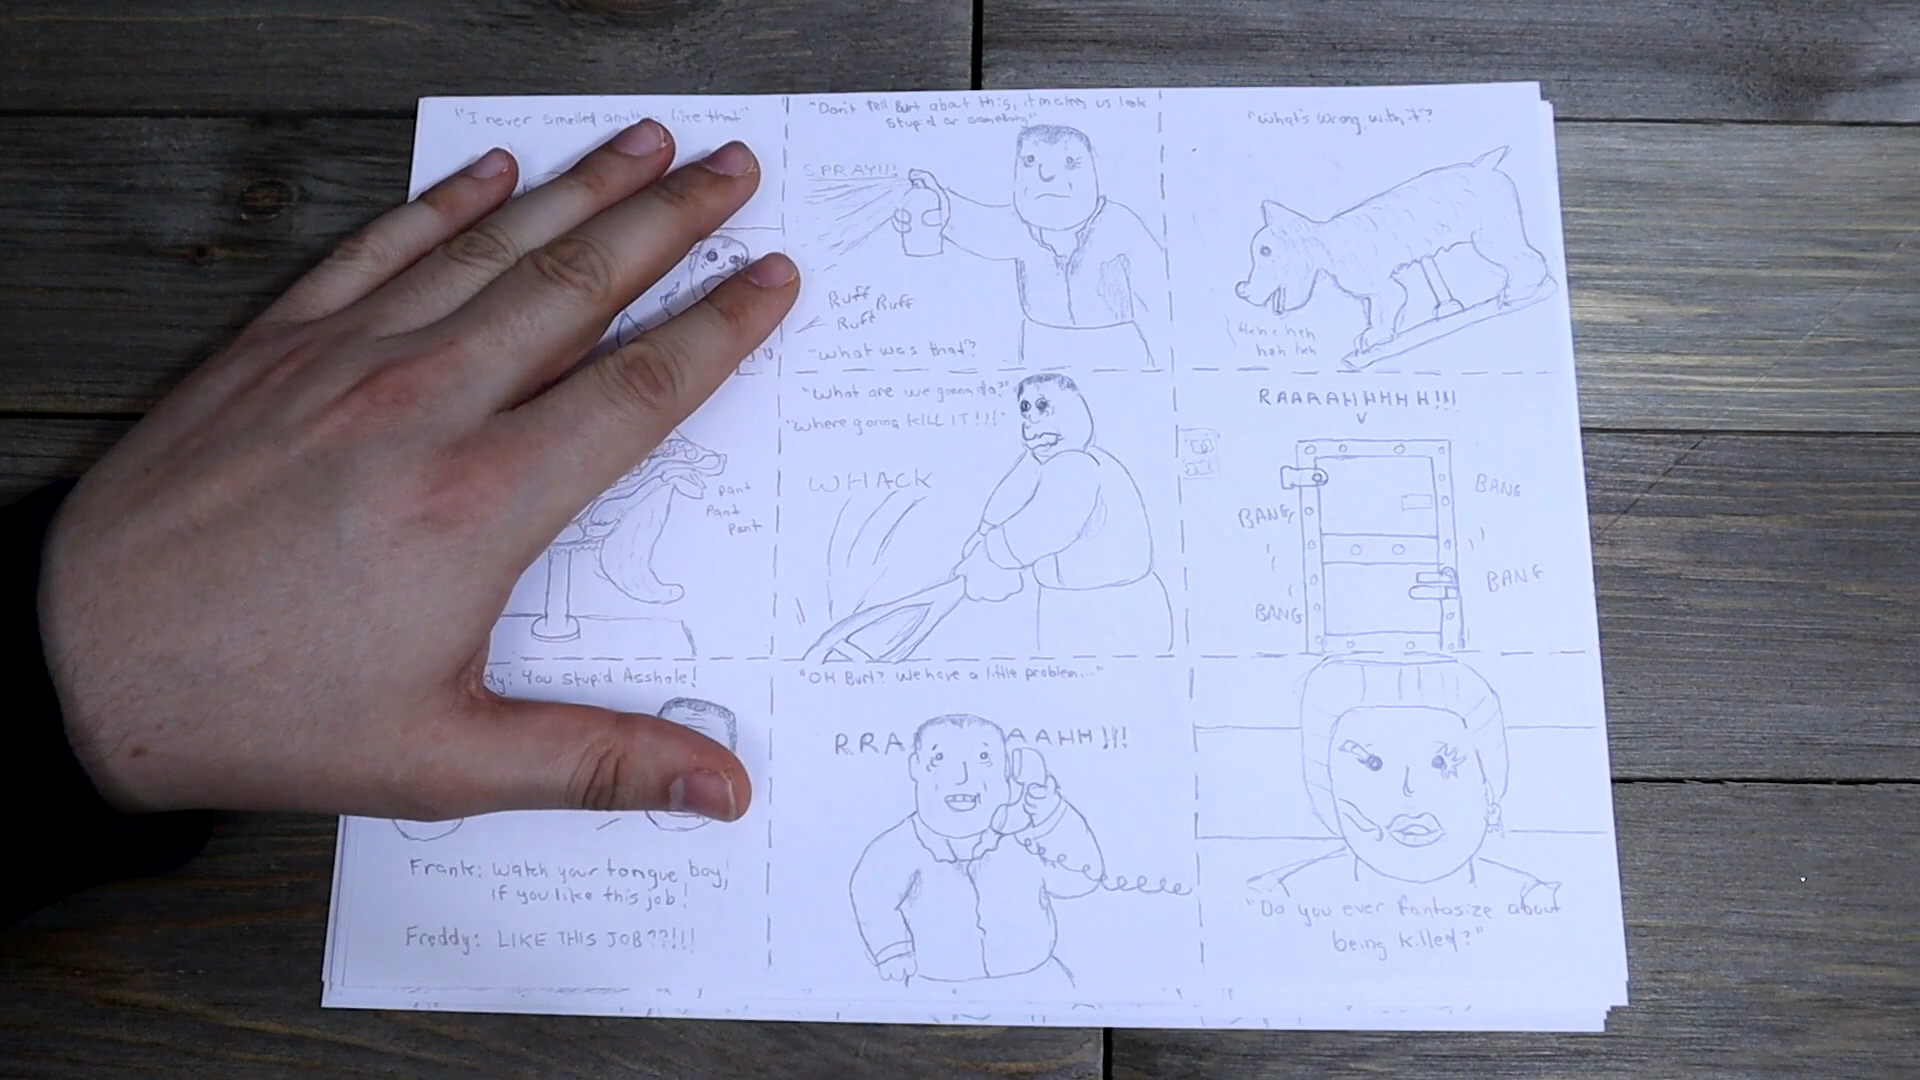 "I never smelled anything like that"
"Don't tell Burt about this, it makes us look
stupid or something"
SPRAY!!!
Ruff Ruff
Ruff
"What was that"?
"What's wrong with it"?
Heh e heh
heh heh
Pant
Pant
Pant
"What are we gonna do?"
"Where gonna KILL IT!!!"
WHACK
RAAAAHHHHH!!!
BANG
BANG
BANG
BANG
dy: You Stupid Asshole!
Frank: Watch your tongue boy,
if you like this job!
Freddy: LIKE THIS JOB??!!!
"OH Burt? We have a little problem..."
RRA AAHH!!!
"Do you ever fantasize about
being killed?"